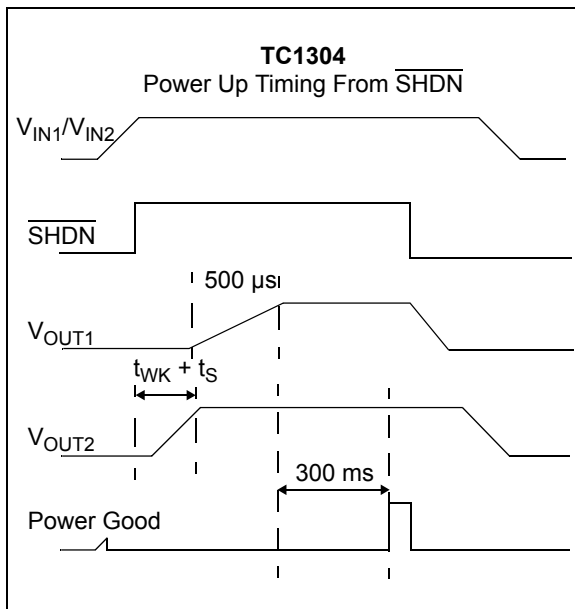 TC1304
Power Up Timing From SHDN
VIN1/VIN2
SHDN
500 µs
VOUT1
tWK + tS
VOUT2
300 ms
Power Good